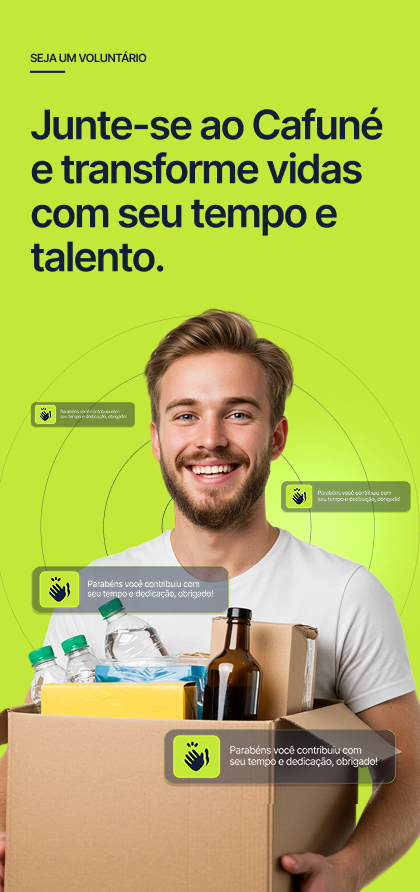 SEJA UM VOLUNTÁRIO
Junte-se ao Cafuné
e transforme vidas
com seu tempo e
talento.
Parabéns você contribuiu com
seu tempo e dedicação, obrigado!
Parabéns você contribuiu com
seu tempo e dedicação, obrigado!
Parabéns você contribuiu com
seu tempo e dedicação, obrigado!
Parabéns você contribuiu com
seu tempo e dedicação, obrigado!